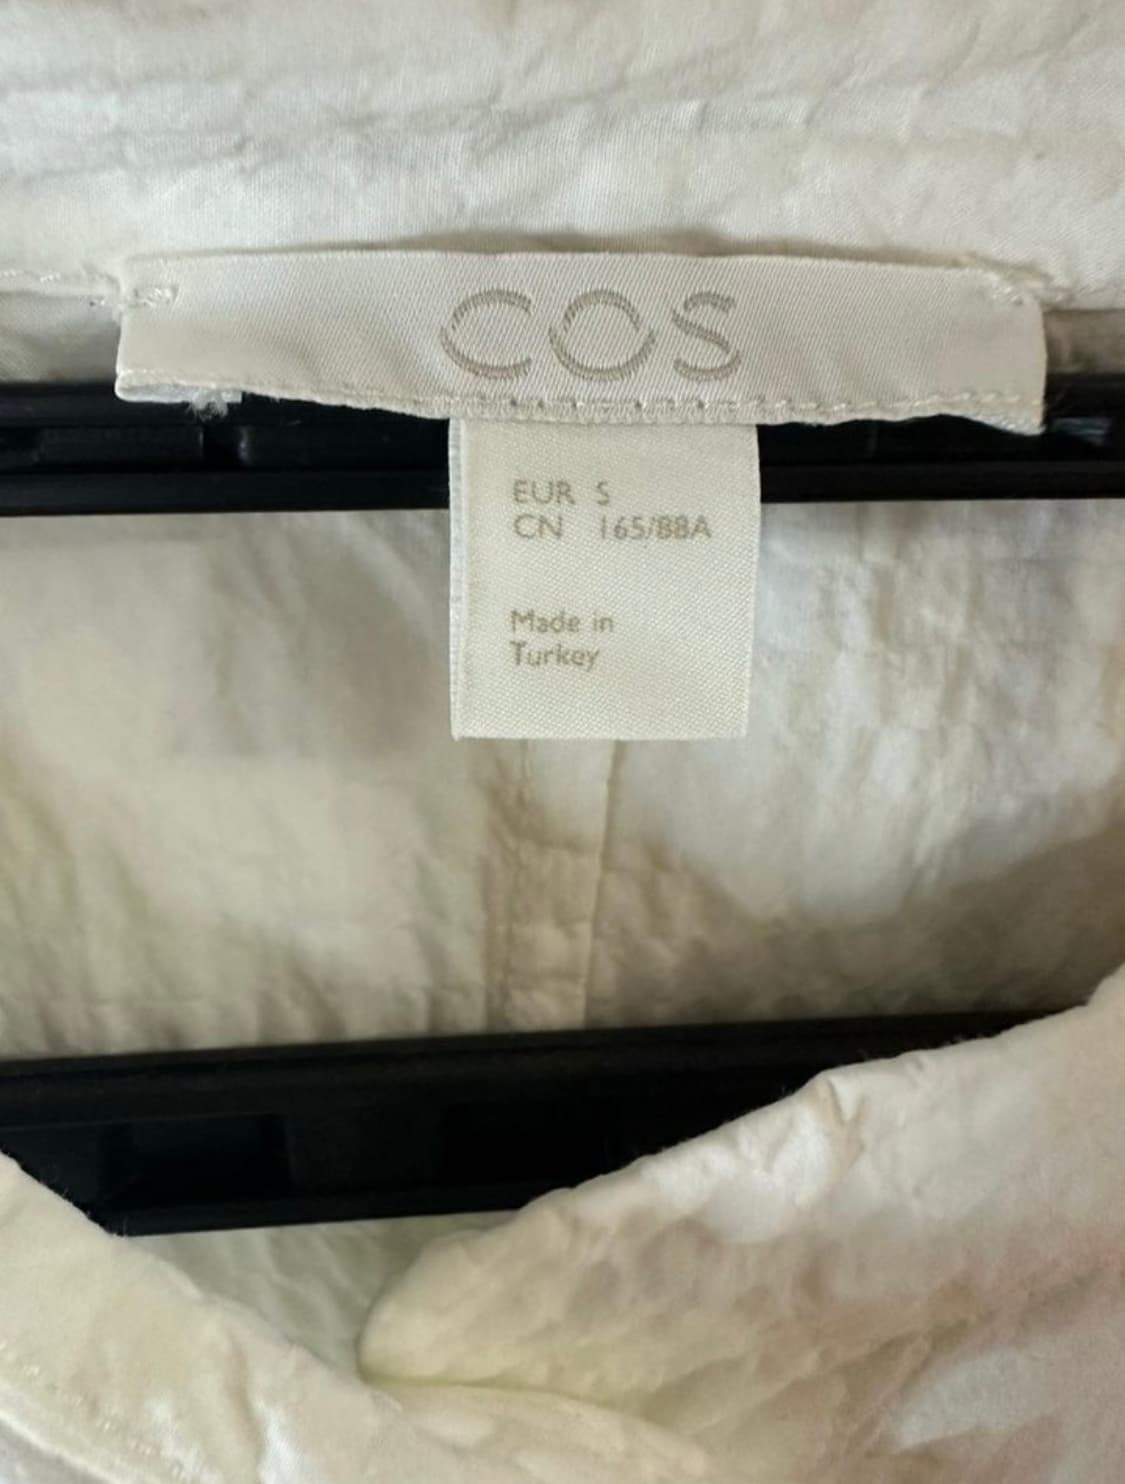 COS
EUR S
CN 165/88A
Made in
Turkey